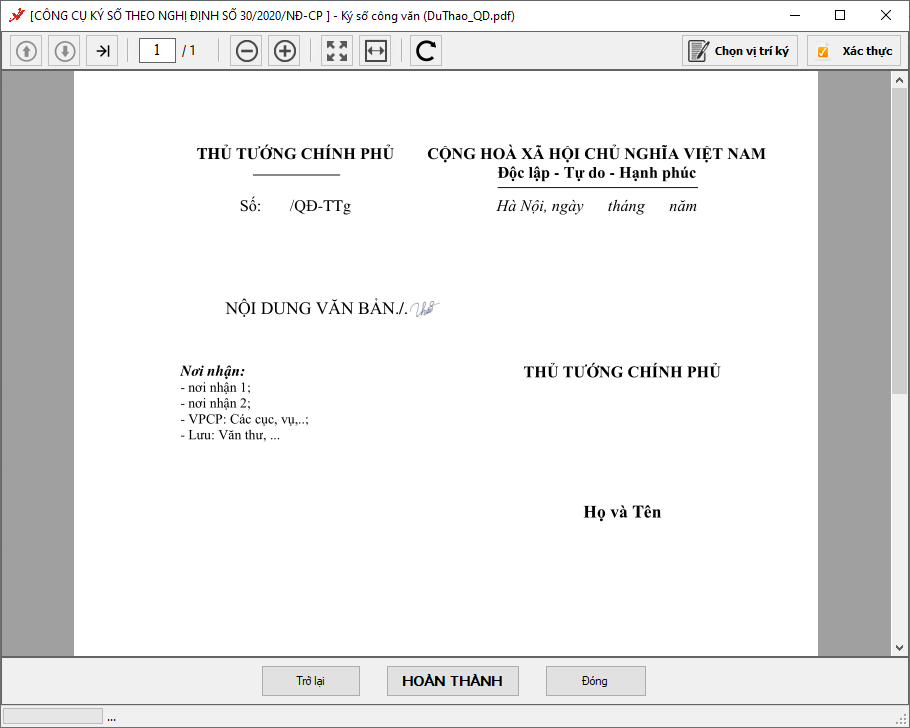 [CÔNG CỤ KÝ SỐ THEO NGHỊ ĐỊNH SỐ 30/2020/NĐ-CP ] - Ký số công văn (DuThao_QD.pdf)
1 / 1 Chọn vị trí ký Xác thực
THỦ TƯỚNG CHÍNH PHỦ CỘNG HOÀ XÃ HỘI CHỦ NGHĨA VIỆT NAM
Độc lập - Tự do - Hạnh phúc
Số: /QĐ-TTg Hà Nội, ngày tháng năm
NỘI DUNG VĂN BẢN./.
Nơi nhận: THỦ TƯỚNG CHÍNH PHỦ
- nơi nhận 1;
- nơi nhận 2;
- VPCP: Các cục, vụ,..;
- Lưu: Văn thư, ...
Họ và Tên
Trở lại HOÀN THÀNH Đóng
...